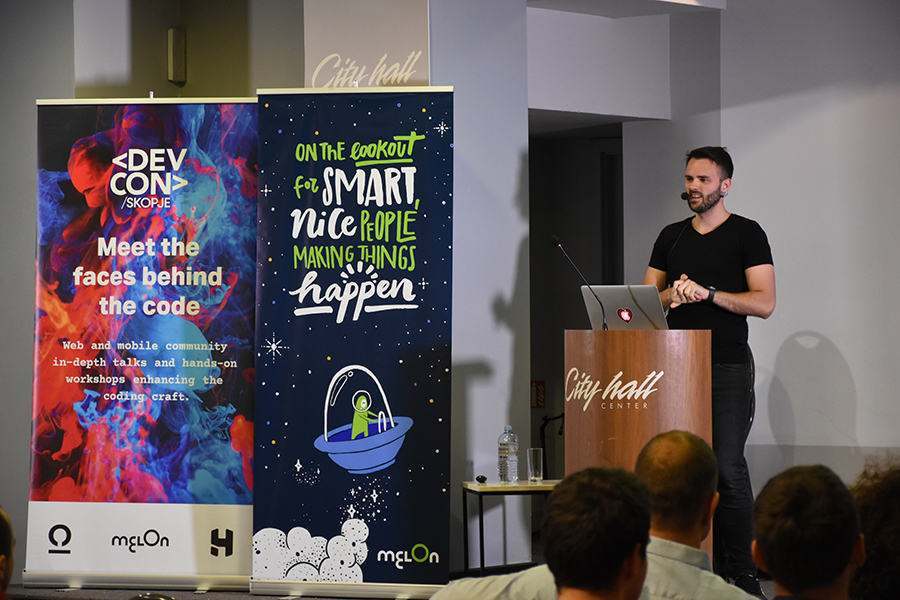 City hall
<DEV
CON>
/SKOPJE
Meet the
faces behind
the code
Web and mobile community
in-depth talks and hands-on
workshops enhancing the
coding craft.
melOn
ON THE lookout
for SMART,
Nice PEOPLE
MAKING THINGS
happen
melOn
City hall
CENTER